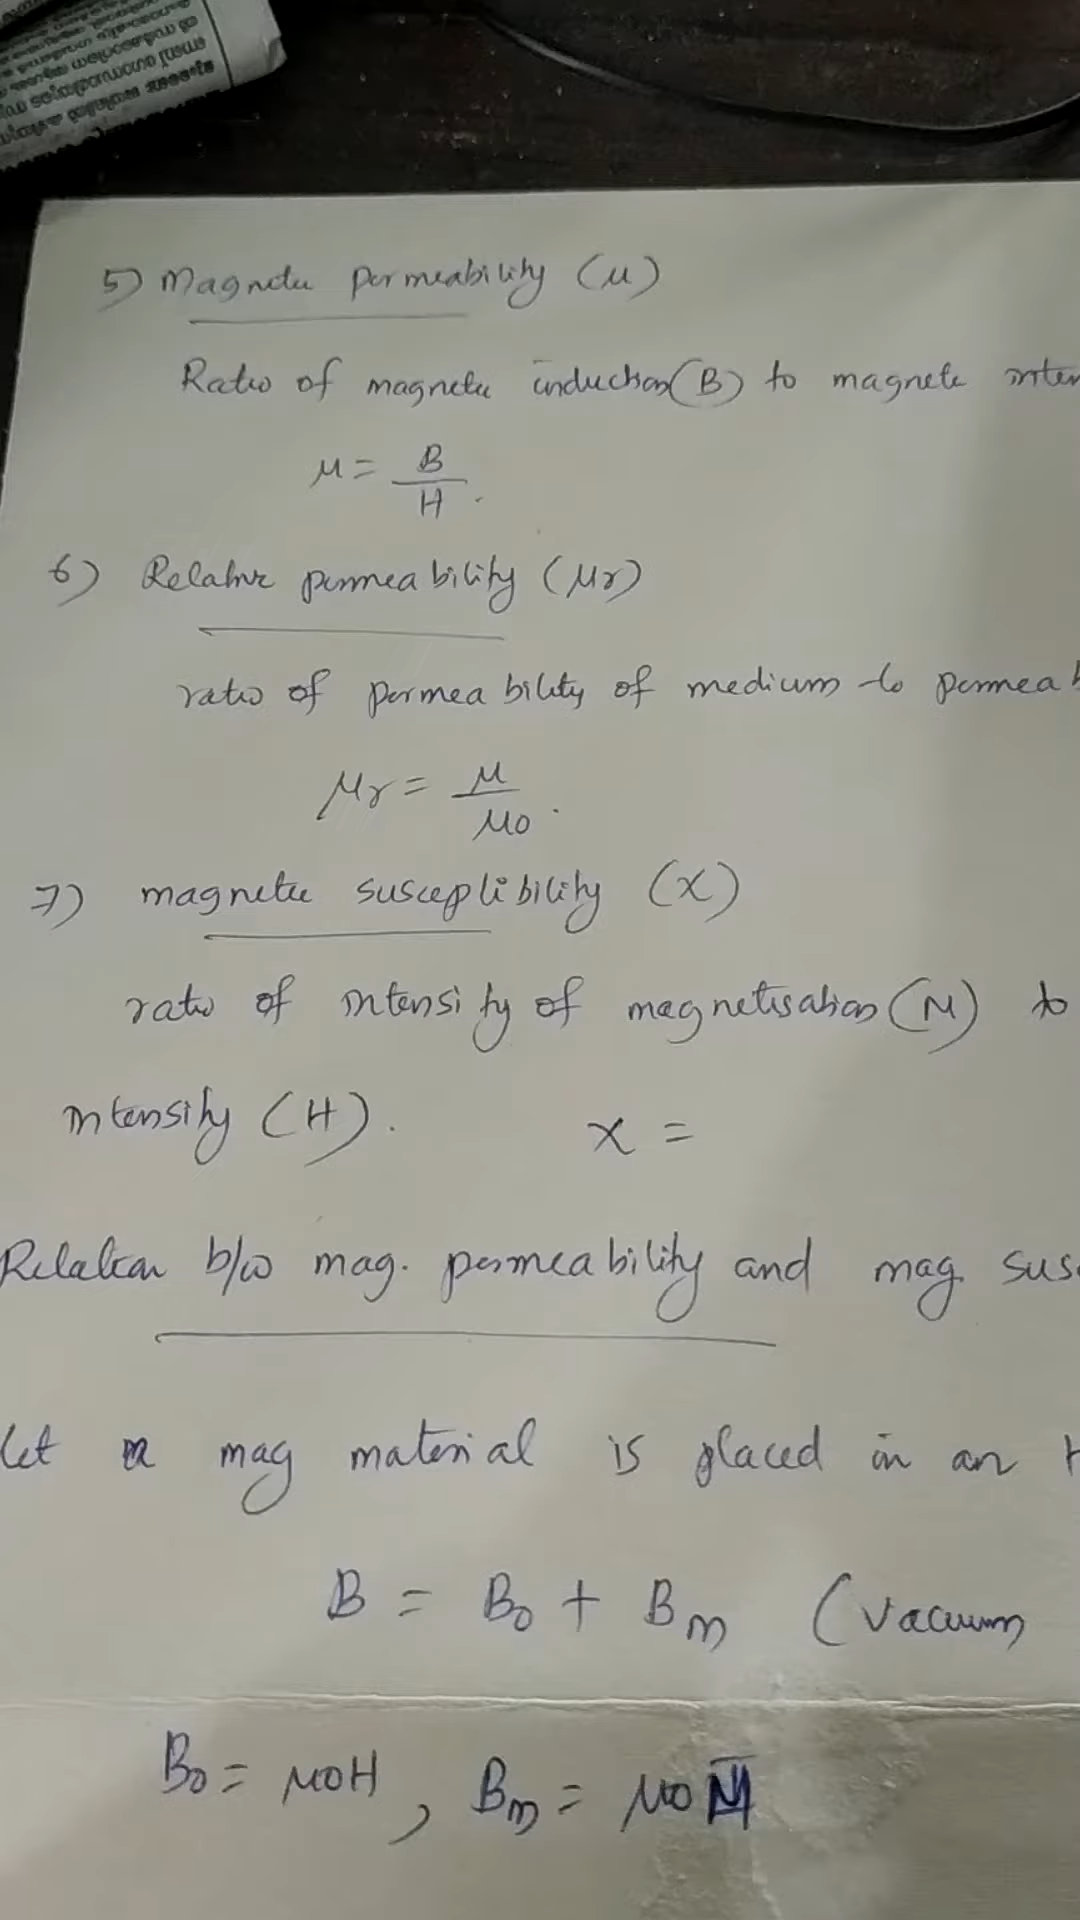 5) Magnetic permeability (μ)
Ratio of magnetic induction (B) to magnetic inten
μ = B
H .
6) Relative permeability (μr)
ratio of permeability of medium to permeab
μr = μ
μ0 .
7) magnetic susceptibility (χ)
ratio of intensity of magnetisation (M) to
intensity (H). χ =
Relation b/w mag. permeability and mag. sus
let a mag material is placed in an
B = B0 + Bm (vacuum
B0 = μ0H , Bm = μ0M